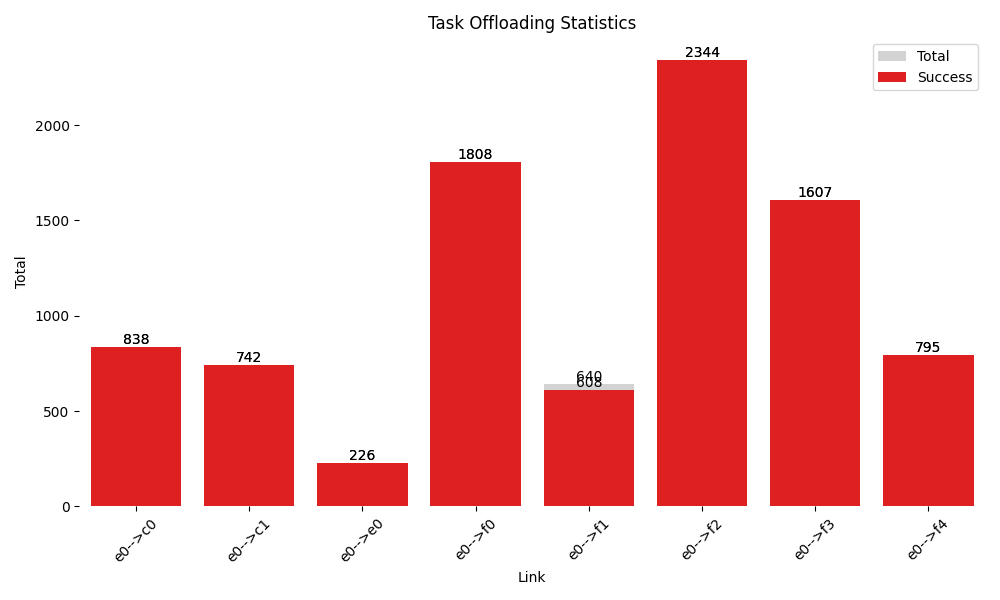 Task Offloading Statistics
Total
Success
2344
2000
1808
1607
1500
Total
1000
838
742
795
640
608
500
226
0
e0-->c0
e0-->c1
e0-->e0
e0-->f0
e0-->f1
e0-->f2
e0-->f3
e0-->f4
Link